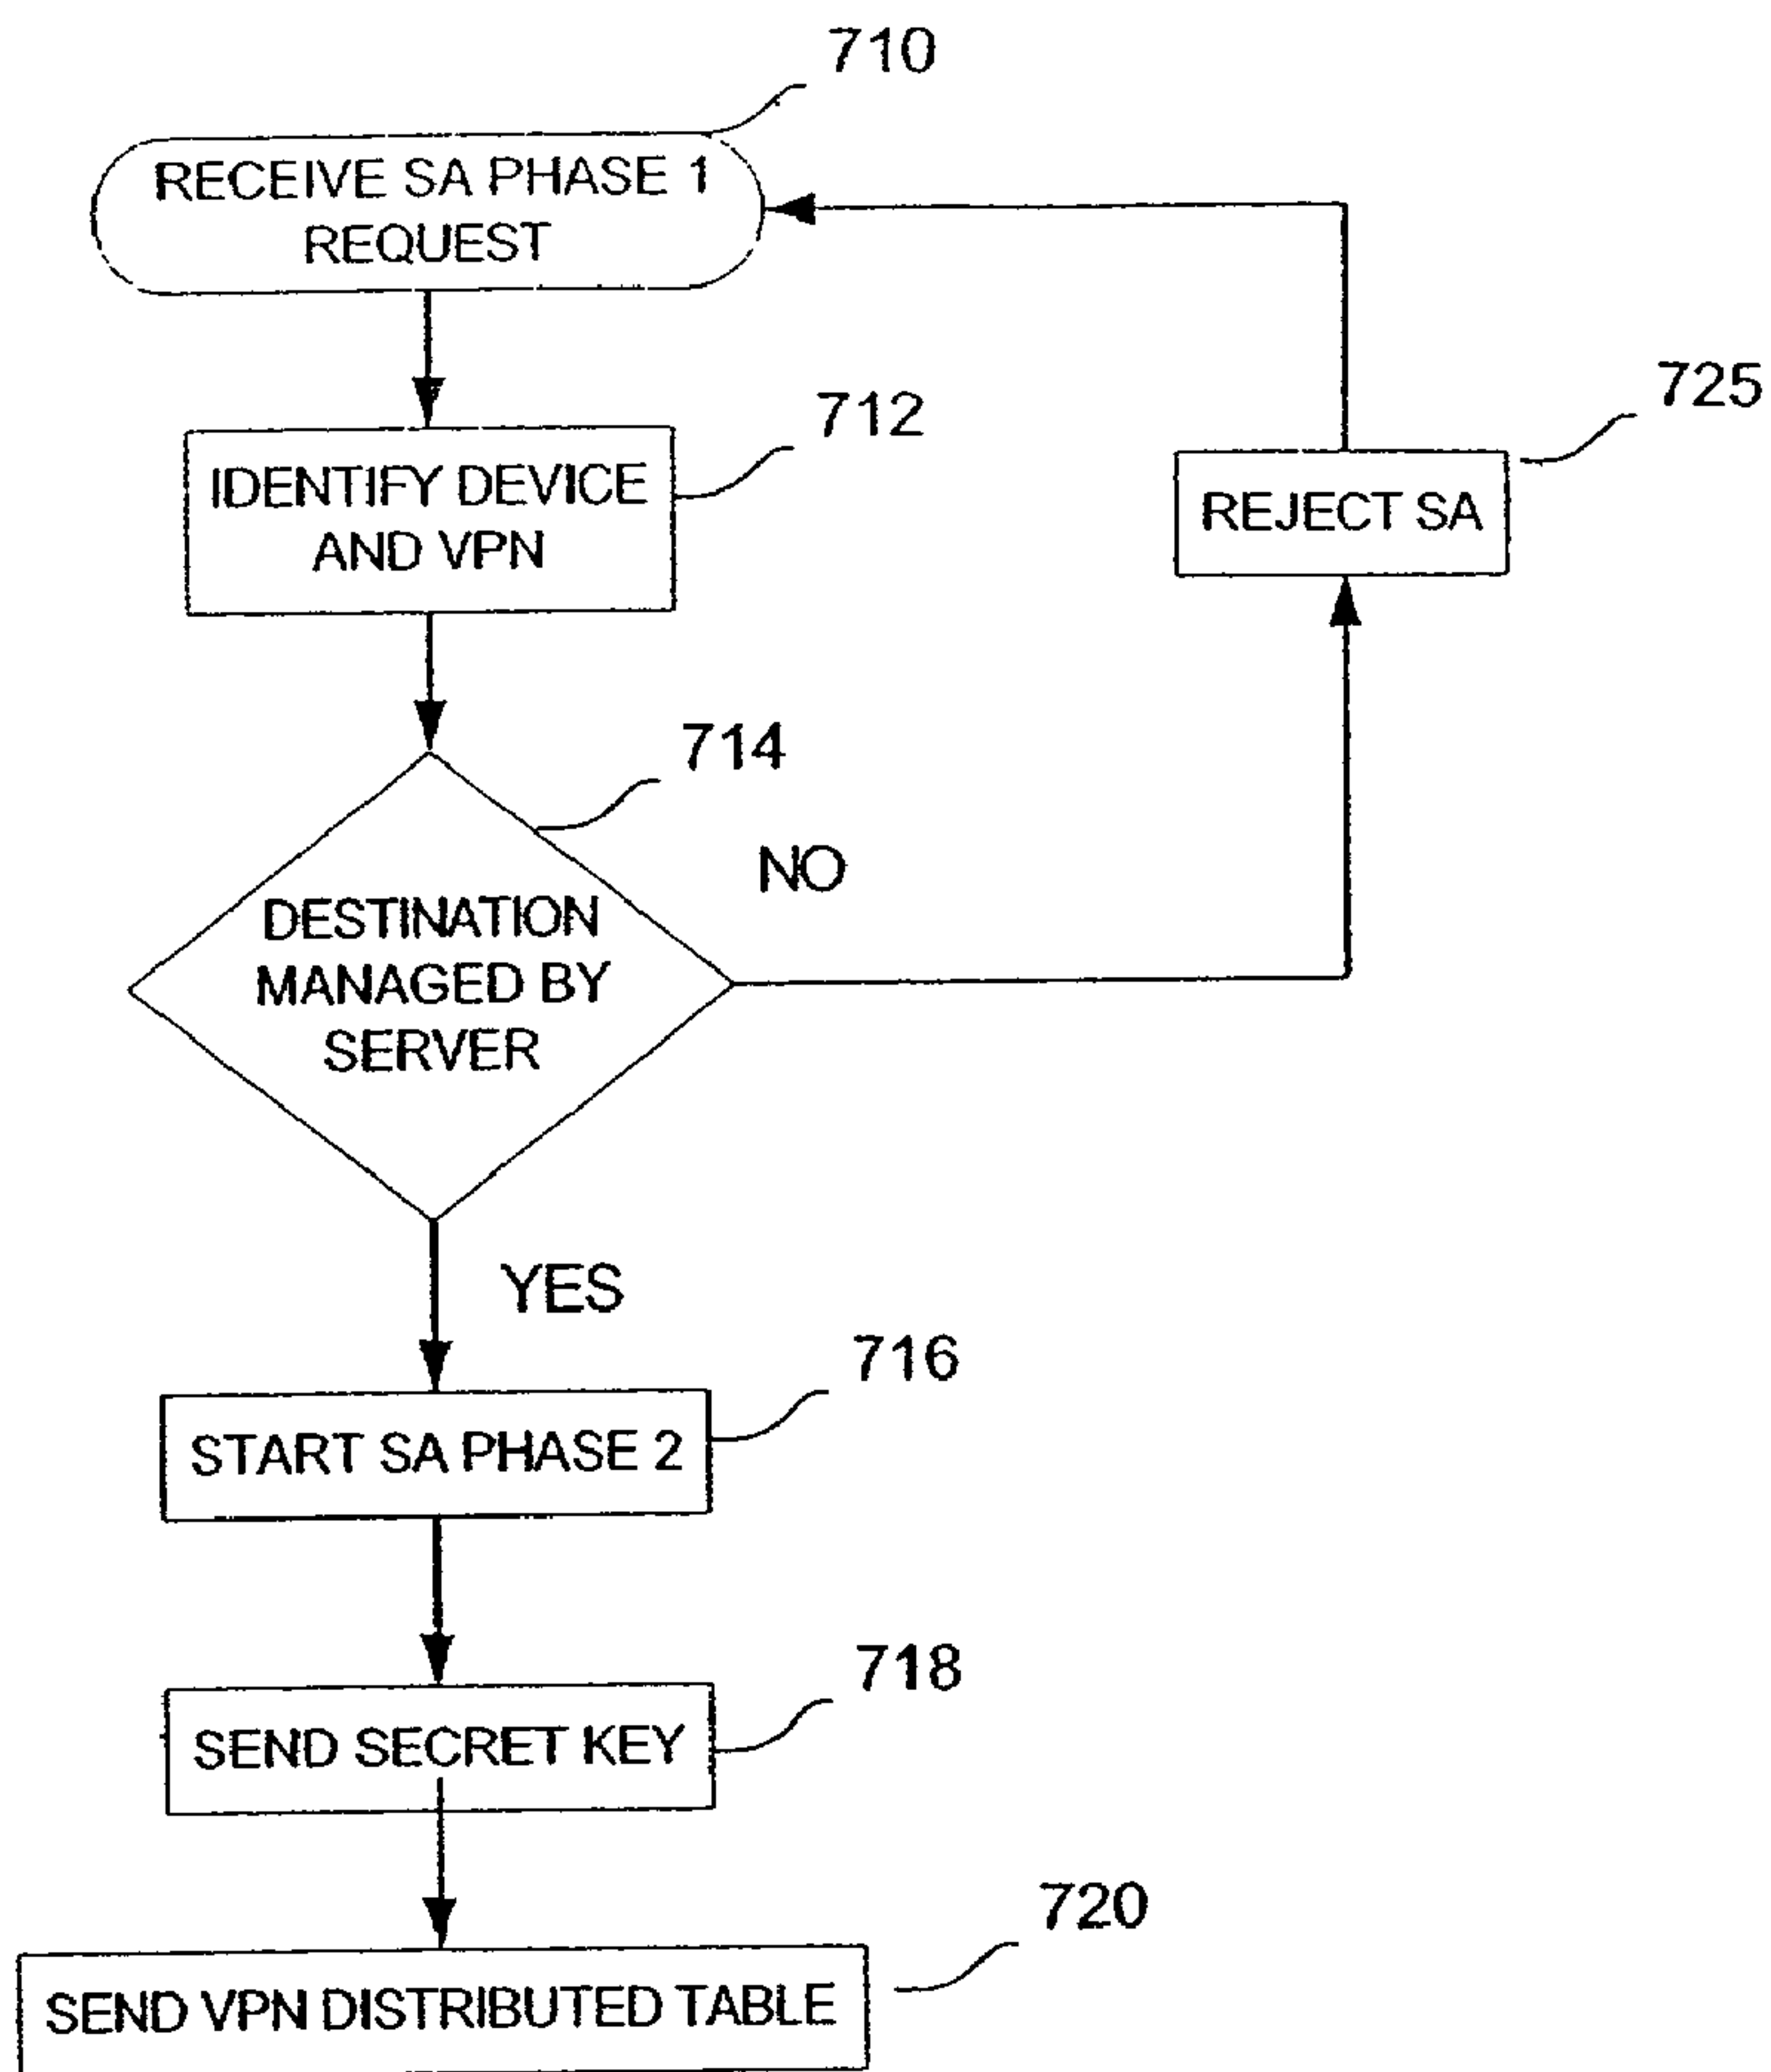 710
RECEIVE SA PHASE 1
REQUEST
712
IDENTIFY DEVICE
AND VPN
725
REJECT SA
714
NO
DESTINATION
MANAGED BY
SERVER
YES
716
START SA PHASE 2
718
SEND SECRET KEY
720
SEND VPN DISTRIBUTED TABLE